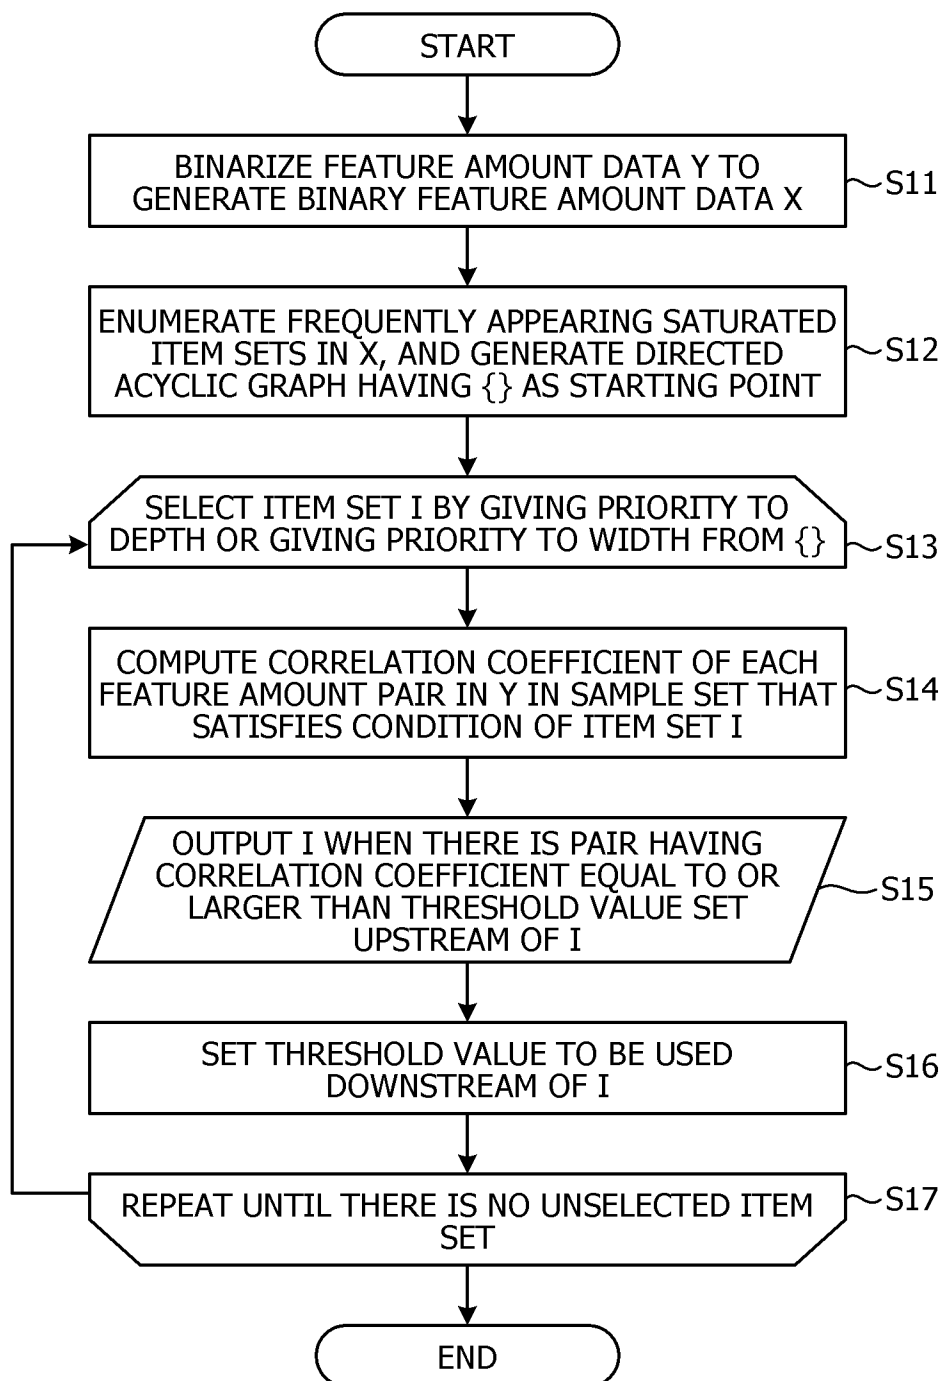 START
BINARIZE FEATURE AMOUNT DATA Y TO
GENERATE BINARY FEATURE AMOUNT DATA X
S11
ENUMERATE FREQUENTLY APPEARING SATURATED
ITEM SETS IN X, AND GENERATE DIRECTED
ACYCLIC GRAPH HAVING {} AS STARTING POINT
S12
SELECT ITEM SET I BY GIVING PRIORITY TO
DEPTH OR GIVING PRIORITY TO WIDTH FROM {}
S13
COMPUTE CORRELATION COEFFICIENT OF EACH
FEATURE AMOUNT PAIR IN Y IN SAMPLE SET THAT
SATISFIES CONDITION OF ITEM SET I
S14
OUTPUT I WHEN THERE IS PAIR HAVING
CORRELATION COEFFICIENT EQUAL TO OR
LARGER THAN THRESHOLD VALUE SET
UPSTREAM OF I
S15
SET THRESHOLD VALUE TO BE USED
DOWNSTREAM OF I
S16
REPEAT UNTIL THERE IS NO UNSELECTED ITEM
SET
S17
END